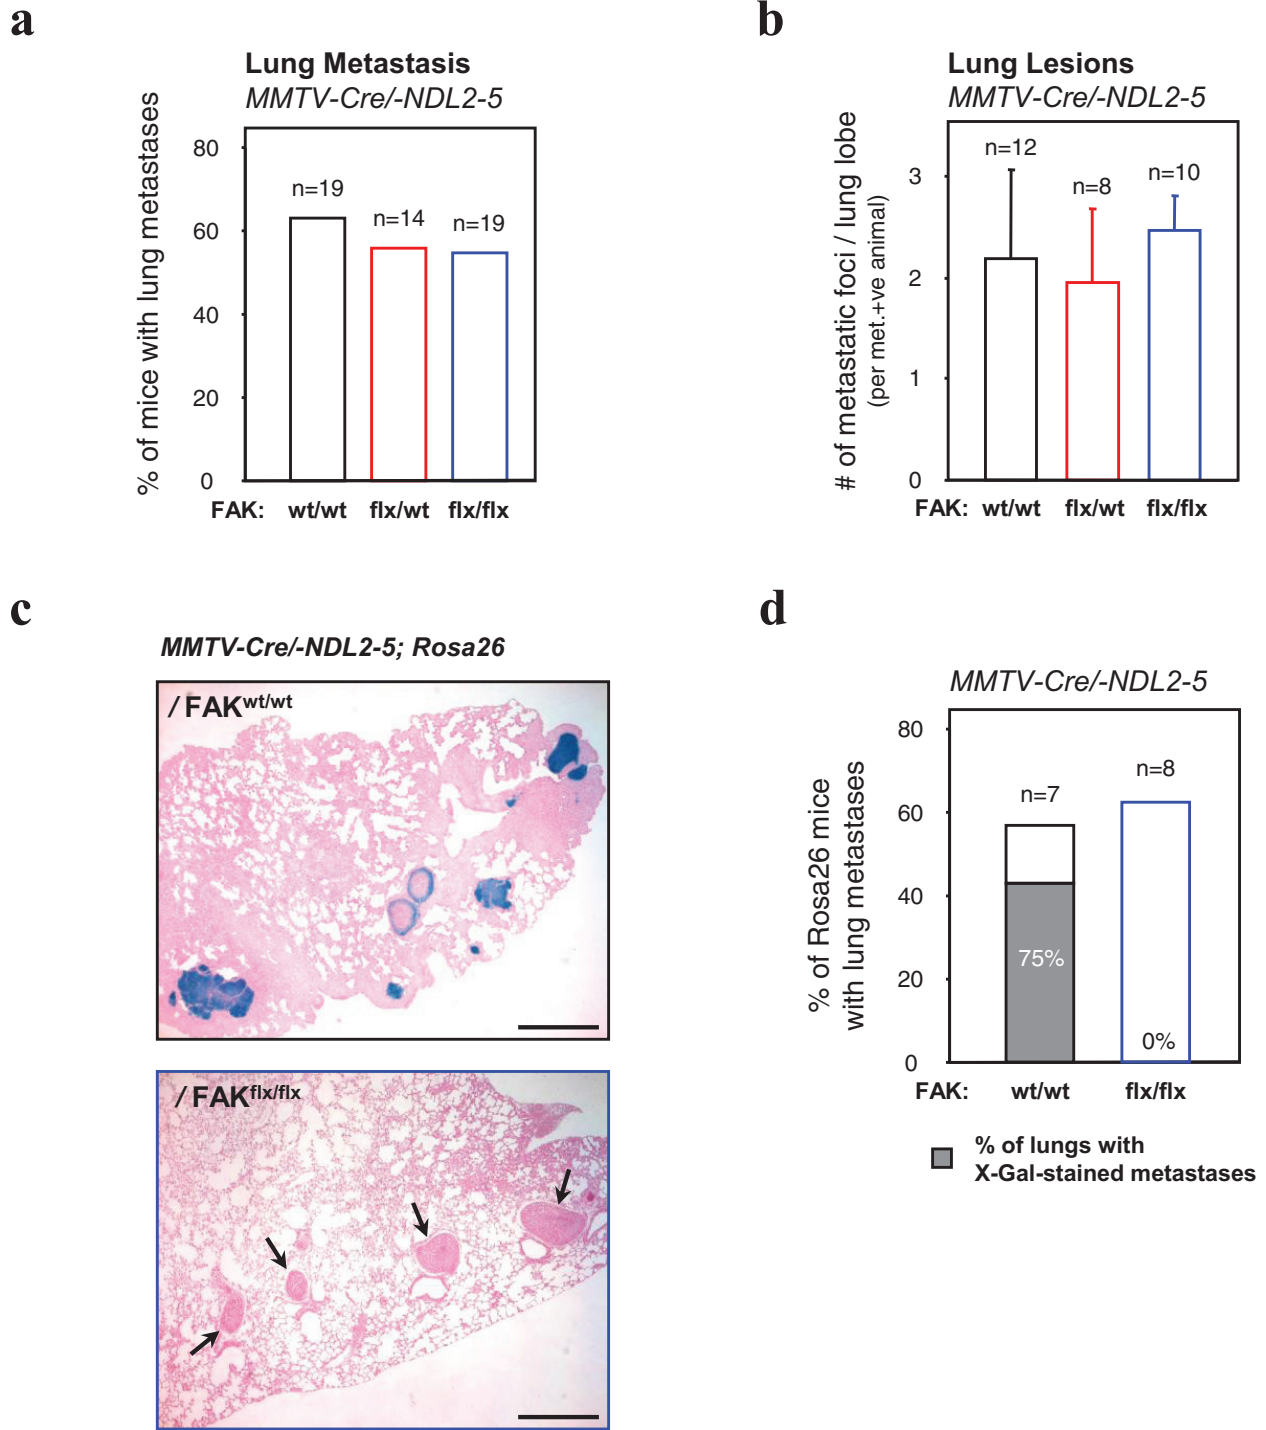 a
Lung Metastasis
MMTV-Cre/-NDL2-5
% of mice with lung metastases
80
60
40
20
0
n=19
n=14
n=19
FAK: wt/wt flx/wt flx/flx
b
Lung Lesions
MMTV-Cre/-NDL2-5
# of metastatic foci / lung lobe
(per met.+ve animal)
3
2
1
0
n=12
n=8
n=10
FAK: wt/wt flx/wt flx/flx
c
MMTV-Cre/-NDL2-5; Rosa26
/ FAKwt/wt
/ FAKflx/flx
d
MMTV-Cre/-NDL2-5
% of Rosa26 mice
with lung metastases
80
60
40
20
0
n=7
n=8
75%
0%
FAK: wt/wt flx/flx
% of lungs with
X-Gal-stained metastases